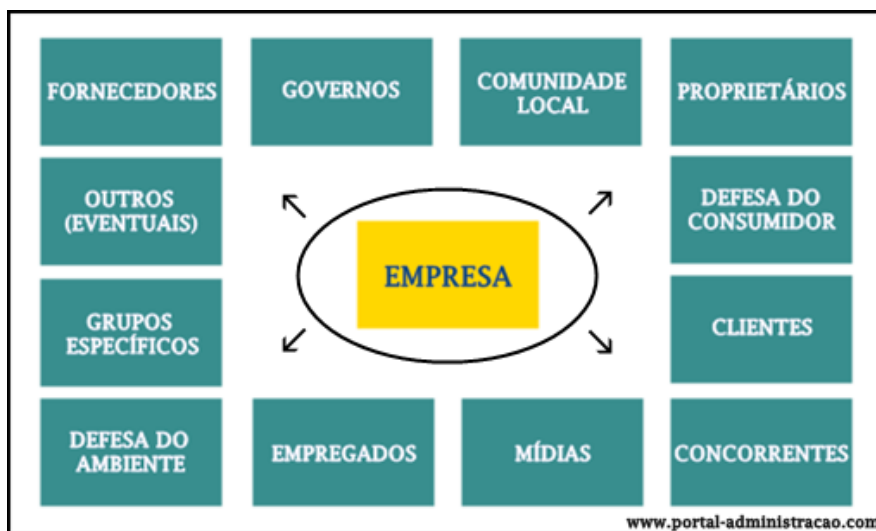 FORNECEDORES
GOVERNOS
COMUNIDADE
LOCAL
PROPRIETÁRIOS
OUTROS
(EVENTUAIS)
DEFESA DO
CONSUMIDOR
EMPRESA
GRUPOS
ESPECÍFICOS
CLIENTES
DEFESA DO
AMBIENTE
EMPREGADOS
MÍDIAS
CONCORRENTES
www.portal-administracao.com